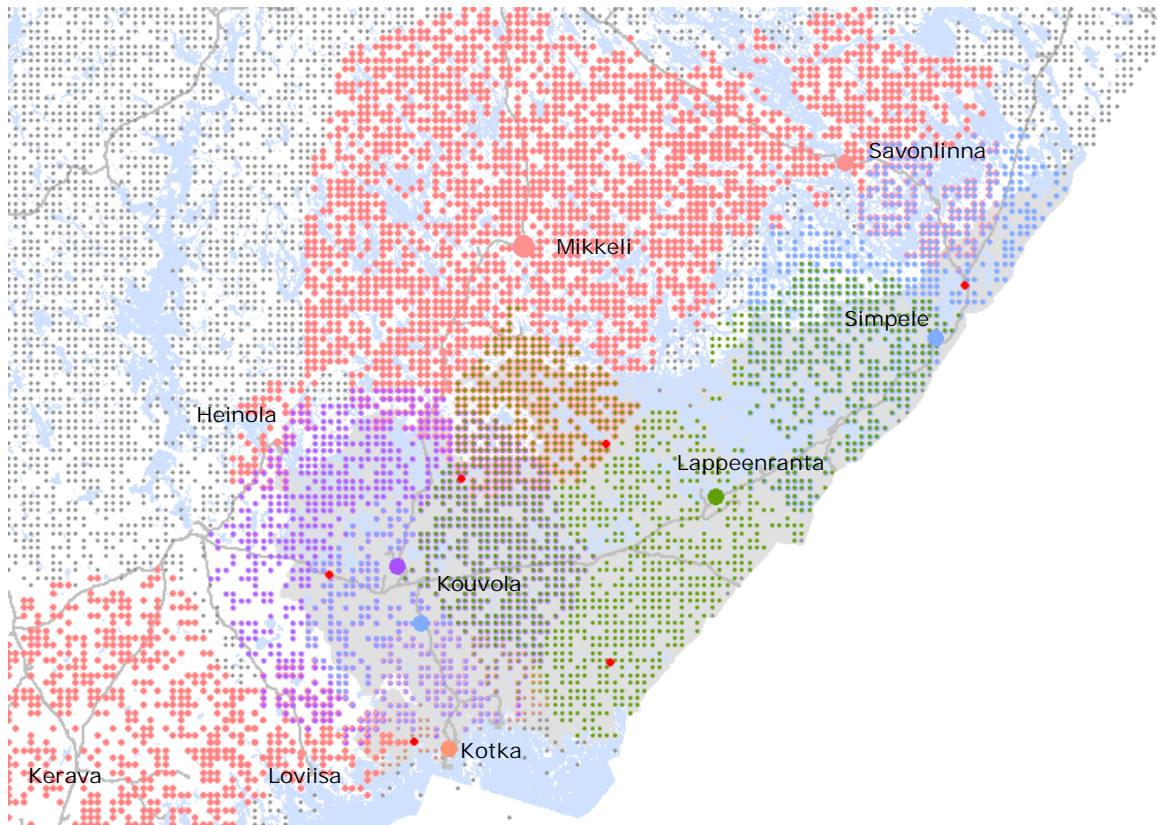 Savonlinna
Mikkeli
Simpele
Heinola
Lappeenranta
Kouvola
Kotka
Kerava
Loviisa